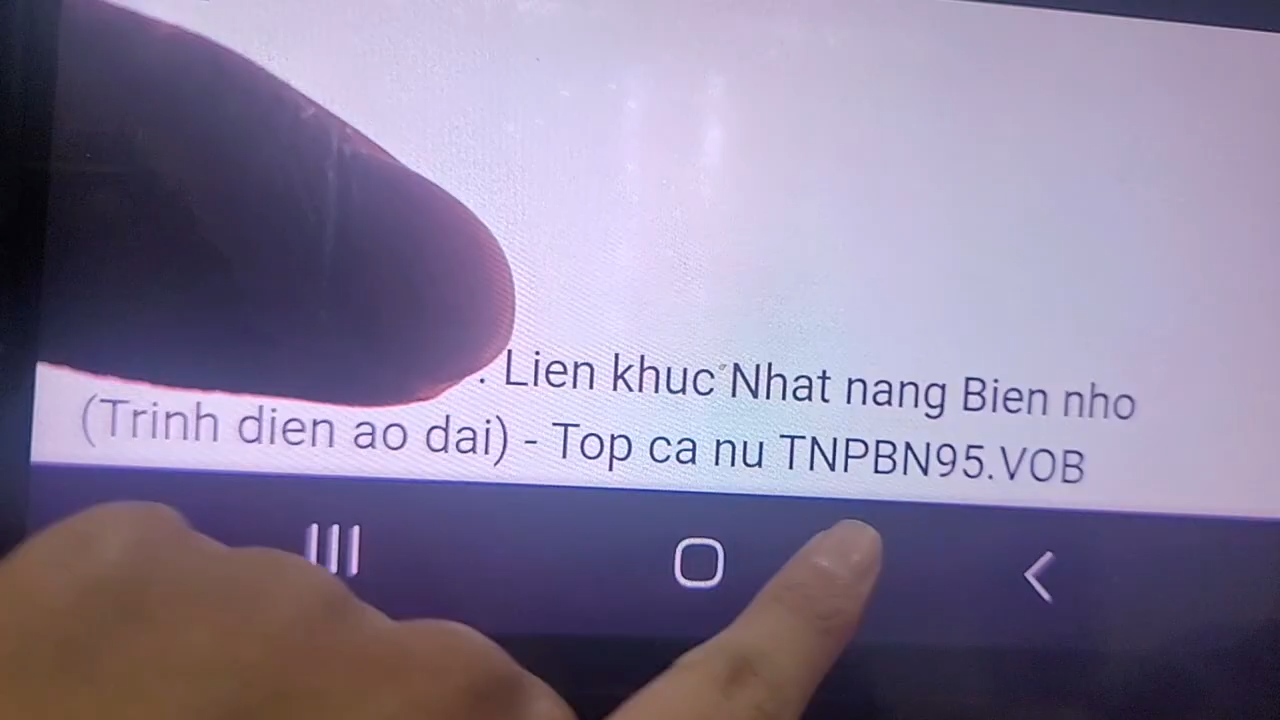 . Lien khuc Nhat nang Bien nho
(Trinh dien ao dai) - Top ca nu TNPBN95.VOB